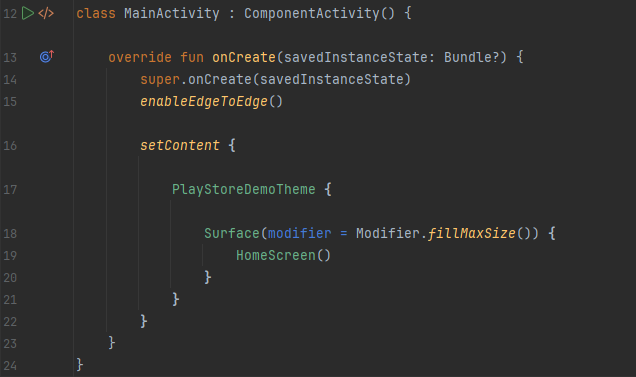 12 class MainActivity : ComponentActivity() {
13 override fun onCreate(savedInstanceState: Bundle?) {
14 super.onCreate(savedInstanceState)
15 enableEdgeToEdge()
16 setContent {
17 PlayStoreDemoTheme {
18 Surface(modifier = Modifier.fillMaxSize()) {
19 HomeScreen()
20 }
21 }
22 }
23 }
24 }